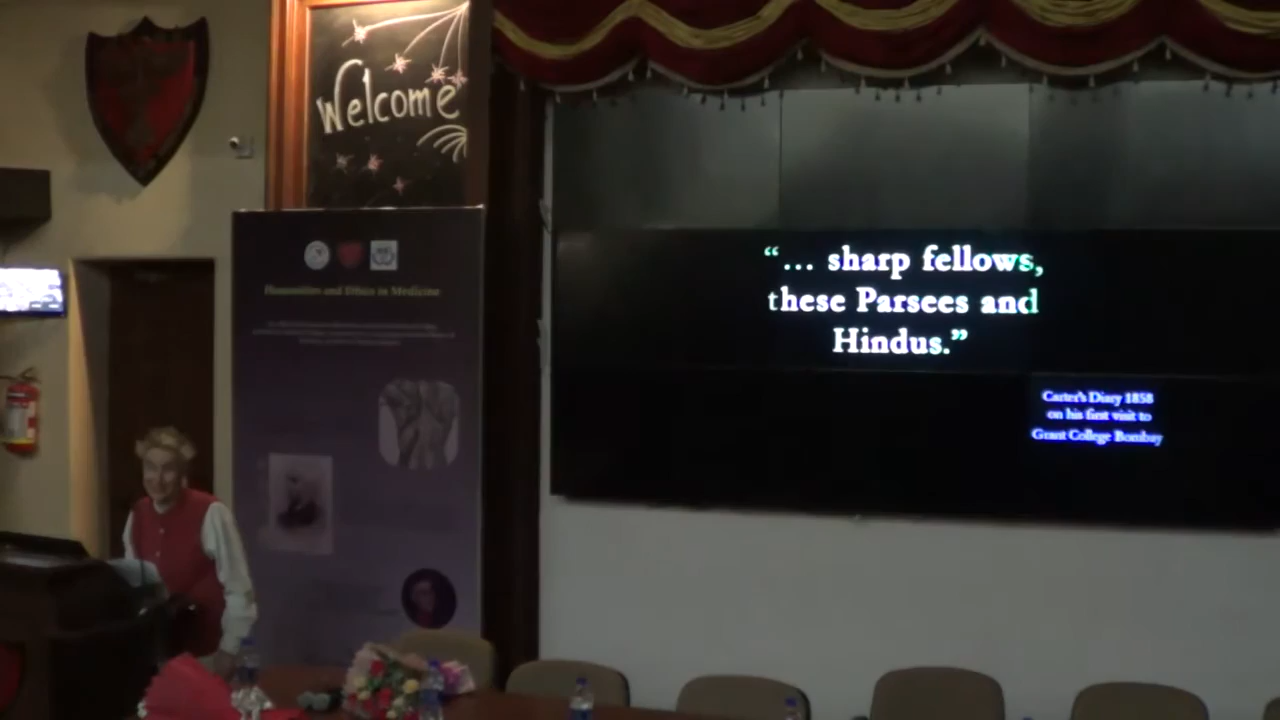 Welcome
Humanities and Ethics in Medicine
“... sharp fellows,
these Parsees and
Hindus.”
Carter's Diary 1858
on his first visit to
Grant College Bombay